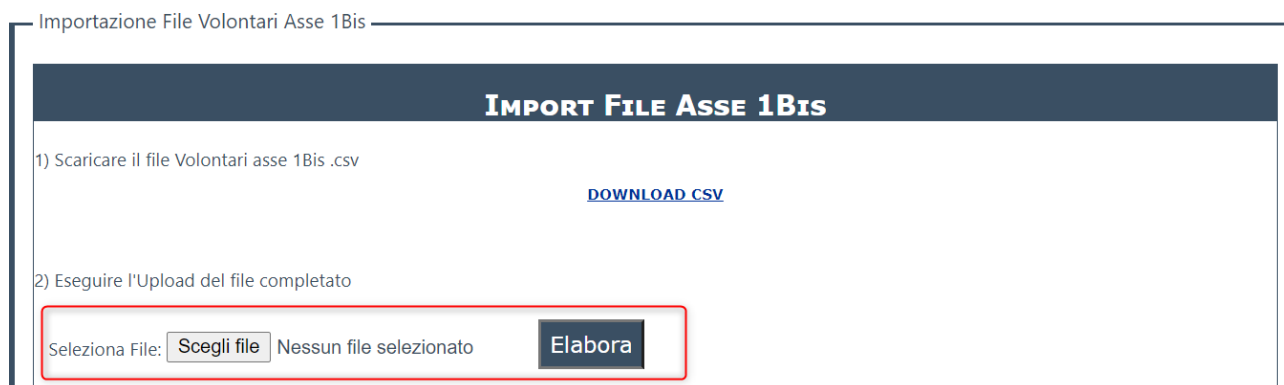 Importazione File Volontari Asse 1Bis
Import File Asse 1Bis
1) Scaricare il file Volontari asse 1Bis .csv
DOWNLOAD CSV
2) Eseguire l'Upload del file completato
Seleziona File: Scegli file Nessun file selezionato Elabora